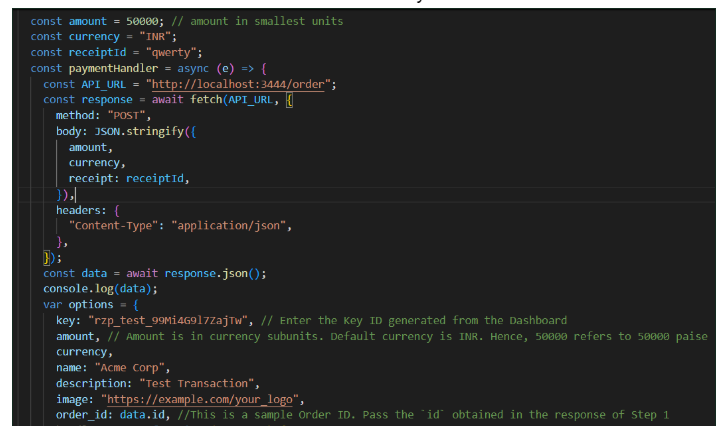 const amount = 50000; // amount in smallest units
const currency = "INR";
const receiptId = "qwerty";
const paymentHandler = async (e) => {
const API_URL = "http://localhost:3444/order";
const response = await fetch(API_URL, {
method: "POST",
body: JSON.stringify({
amount,
currency,
receipt: receiptId,
}),
headers: {
"Content-Type": "application/json",
},
});
const data = await response.json();
console.log(data);
var options = {
key: "rzp_test_99Mi4G9l7ZajTw", // Enter the Key ID generated from the Dashboard
amount, // Amount is in currency subunits. Default currency is INR. Hence, 50000 refers to 50000 paise
currency,
name: "Acme Corp",
description: "Test Transaction",
image: "https://example.com/your_logo",
order_id: data.id, //This is a sample Order ID. Pass the `id` obtained in the response of Step 1